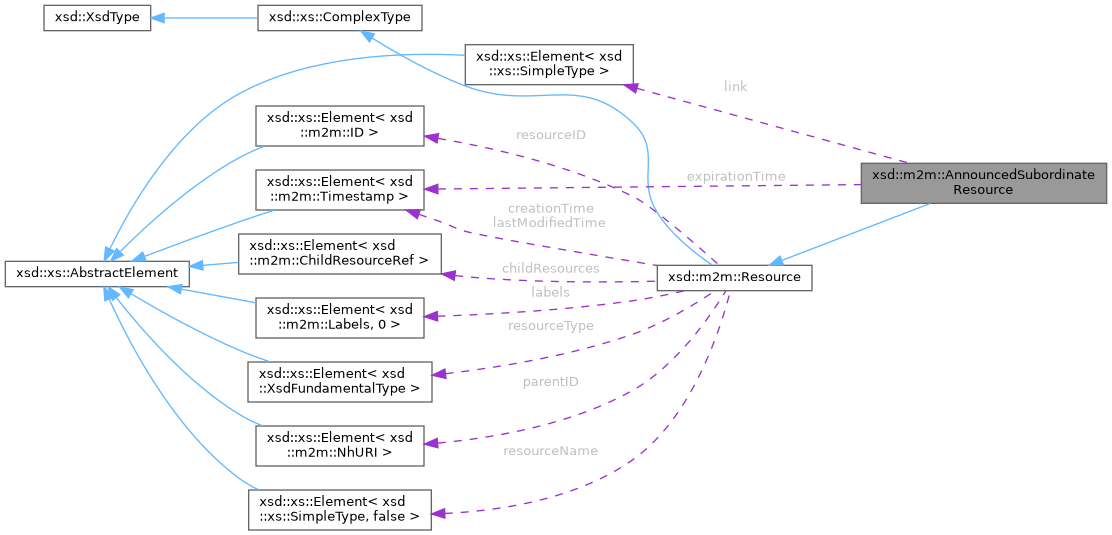 xsd::XsdType
xsd::xs::ComplexType
xsd::xs::Element< xsd
::xs::SimpleType >
link
xsd::xs::Element< xsd
::m2m::ID >
resourceID
xsd::m2m::AnnouncedSubordinate
Resource
expirationTime
xsd::xs::Element< xsd
::m2m::Timestamp >
creationTime
lastModifiedTime
xsd::xs::Element< xsd
::m2m::ChildResourceRef >
xsd::xs::AbstractElement
childResources
xsd::m2m::Resource
labels
xsd::xs::Element< xsd
::m2m::Labels, 0 >
resourceType
xsd::xs::Element< xsd
::XsdFundamentalType >
parentID
xsd::xs::Element< xsd
::m2m::NhURI >
resourceName
xsd::xs::Element< xsd
::xs::SimpleType, false >